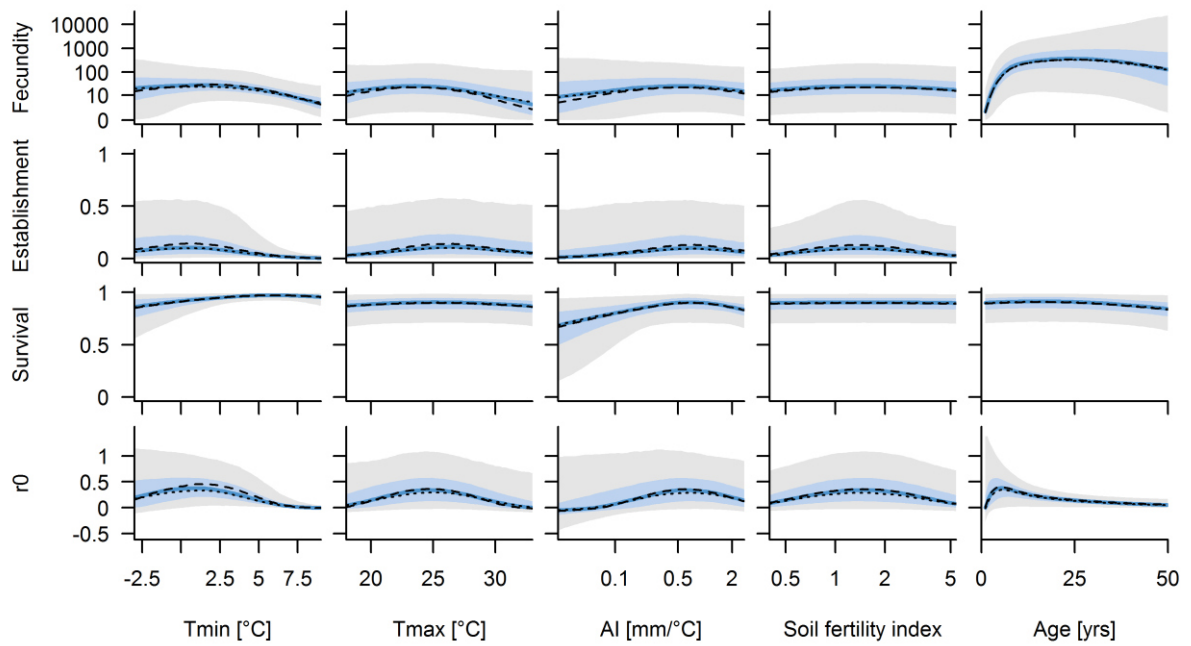 Fecundity
10000
1000
100
10
0
Establishment
1
0.5
0
Survival
1
0.5
0
r0
1
0.5
0
-0.5
-2.5 2.5 5 7.5 20 25 30 0.1 0.5 2 0.5 1 2 5 1 25 50
Tmin [°C] Tmax [°C] AI [mm/°C] Soil fertility index Age [yrs]